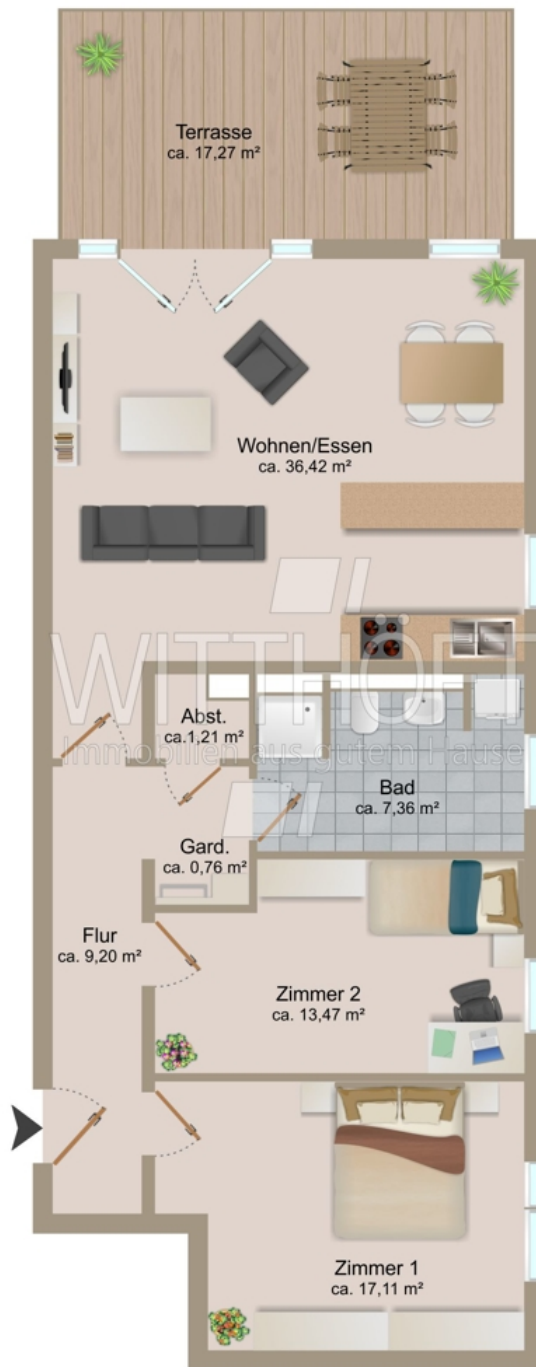 Terrasse
ca. 17,27 m²
Wohnen/Essen
ca. 36,42 m²
WITTHÖFT
Immobilien aus gutem Hause
Abst.
ca.1,21 m²
Bad
ca. 7,36 m²
Gard.
ca. 0,76 m²
Flur
ca. 9,20 m²
Zimmer 2
ca. 13,47 m²
Zimmer 1
ca. 17,11 m²